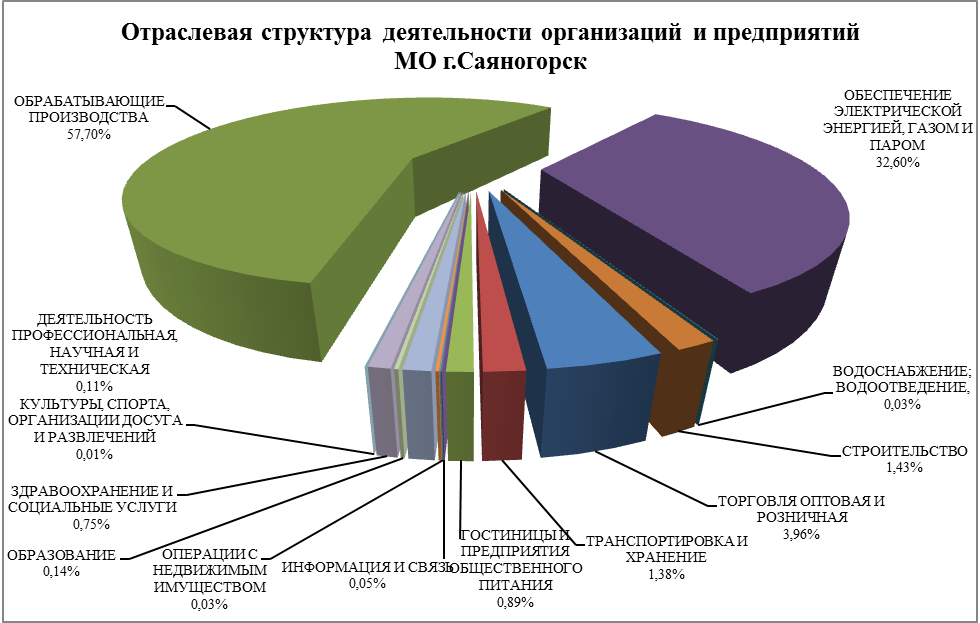 Отраслевая структура деятельности организаций и предприятий
МО г.Саяногорск
ОБРАБАТЫВАЮЩИЕ
ПРОИЗВОДСТВА
57,70%
ОБЕСПЕЧЕНИЕ
ЭЛЕКТРИЧЕСКОЙ
ЭНЕРГИЕЙ, ГАЗОМ И
ПАРОМ
32,60%
ДЕЯТЕЛЬНОСТЬ
ПРОФЕССИОНАЛЬНАЯ,
НАУЧНАЯ И
ТЕХНИЧЕСКАЯ
0,11%
КУЛЬТУРЫ, СПОРТА,
ОРГАНИЗАЦИИ ДОСУГА
И РАЗВЛЕЧЕНИЙ
0,01%
ЗДРАВООХРАНЕНИЕ И
СОЦИАЛЬНЫЕ УСЛУГИ
0,75%
ОБРАЗОВАНИЕ
0,14%
ОПЕРАЦИИ С
НЕДВИЖИМЫМ
ИМУЩЕСТВОМ
0,03%
ИНФОРМАЦИЯ И СВЯЗЬ
0,05%
ГОСТИНИЦЫ И
ПРЕДПРИЯТИЯ
ОБЩЕСТВЕННОГО
ПИТАНИЯ
0,89%
ТРАНСПОРТИРОВКА И
ХРАНЕНИЕ
1,38%
ТОРГОВЛЯ ОПТОВАЯ И
РОЗНИЧНАЯ
3,96%
СТРОИТЕЛЬСТВО
1,43%
ВОДОСНАБЖЕНИЕ;
ВОДООТВЕДЕНИЕ,
0,03%